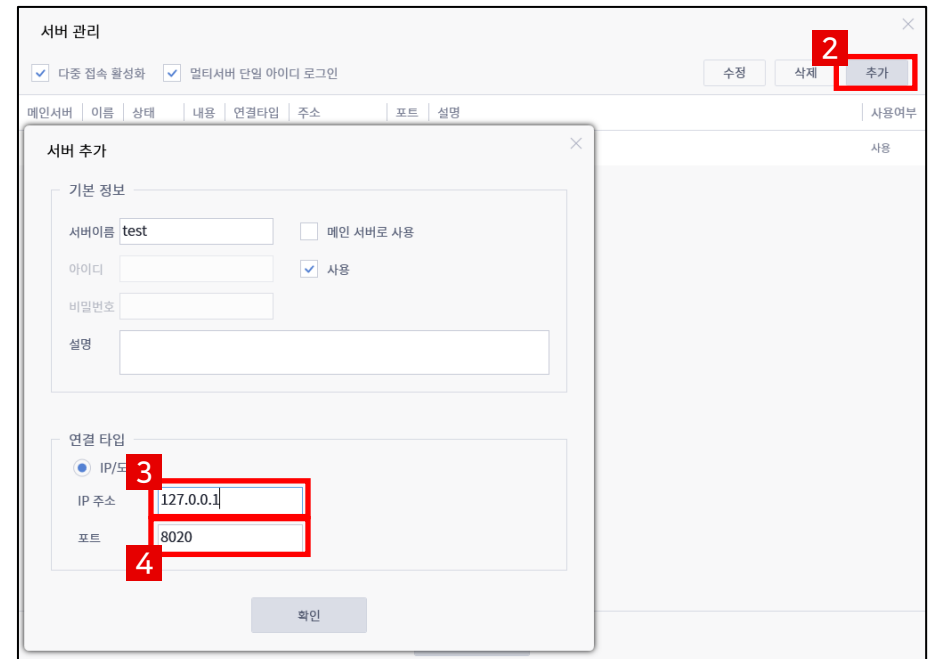 서버 관리
2
다중 접속 활성화 멀티서버 단일 아이디 로그인 수정 삭제 추가
메인서버 이름 상태 내용 연결타입 주소 포트 설명 사용여부
사용
서버 추가
기본 정보
서버이름 test 메인 서버로 사용
아이디 사용
비밀번호
설명
연결 타입
IP/도
3
IP 주소 127.0.0.1
포트 8020
4
확인